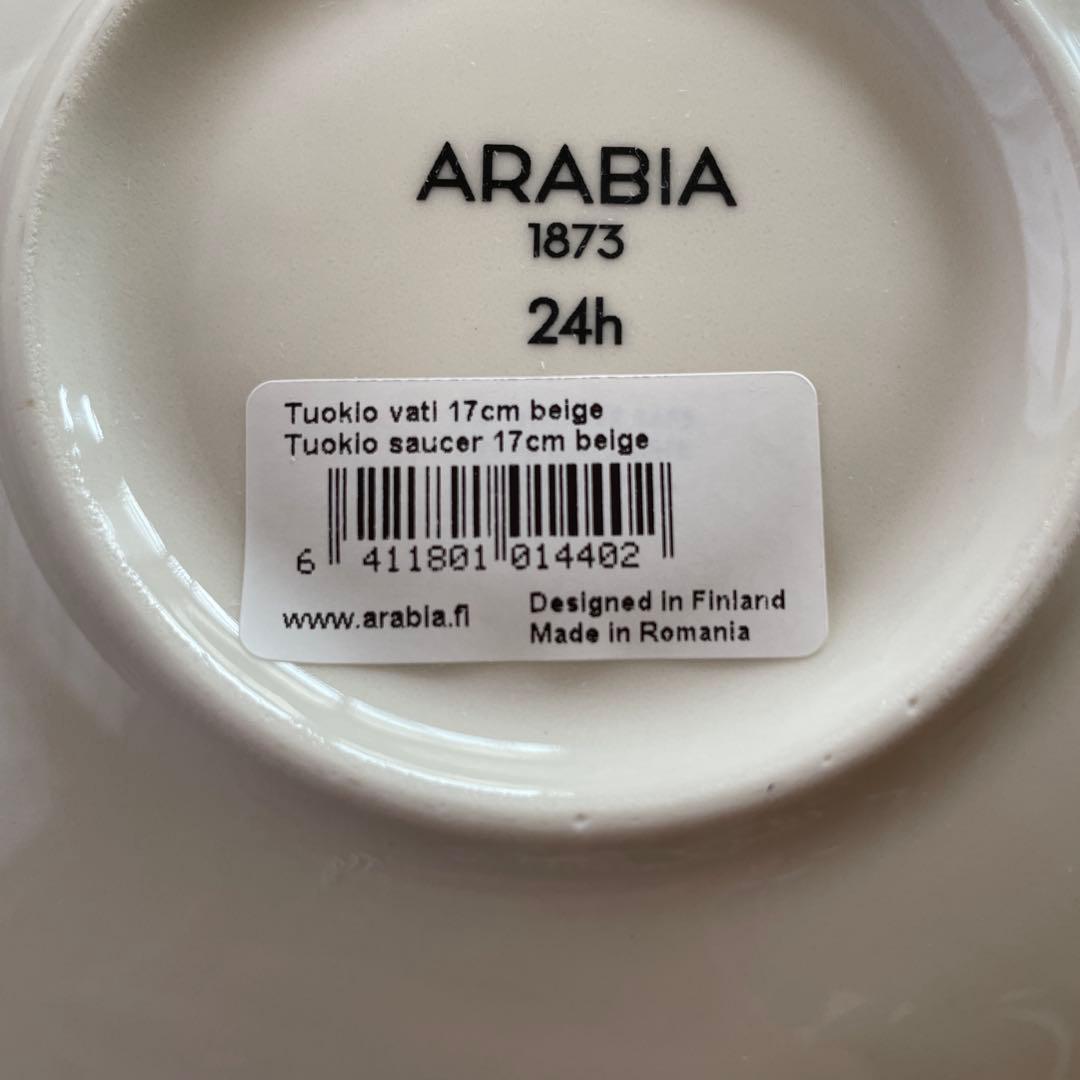 ARABIA
1873
24h
Tuokio vati 17cm beige
Tuokio saucer 17cm beige
6 411801 014402
www.arabia.fi
Designed in Finland
Made in Romania